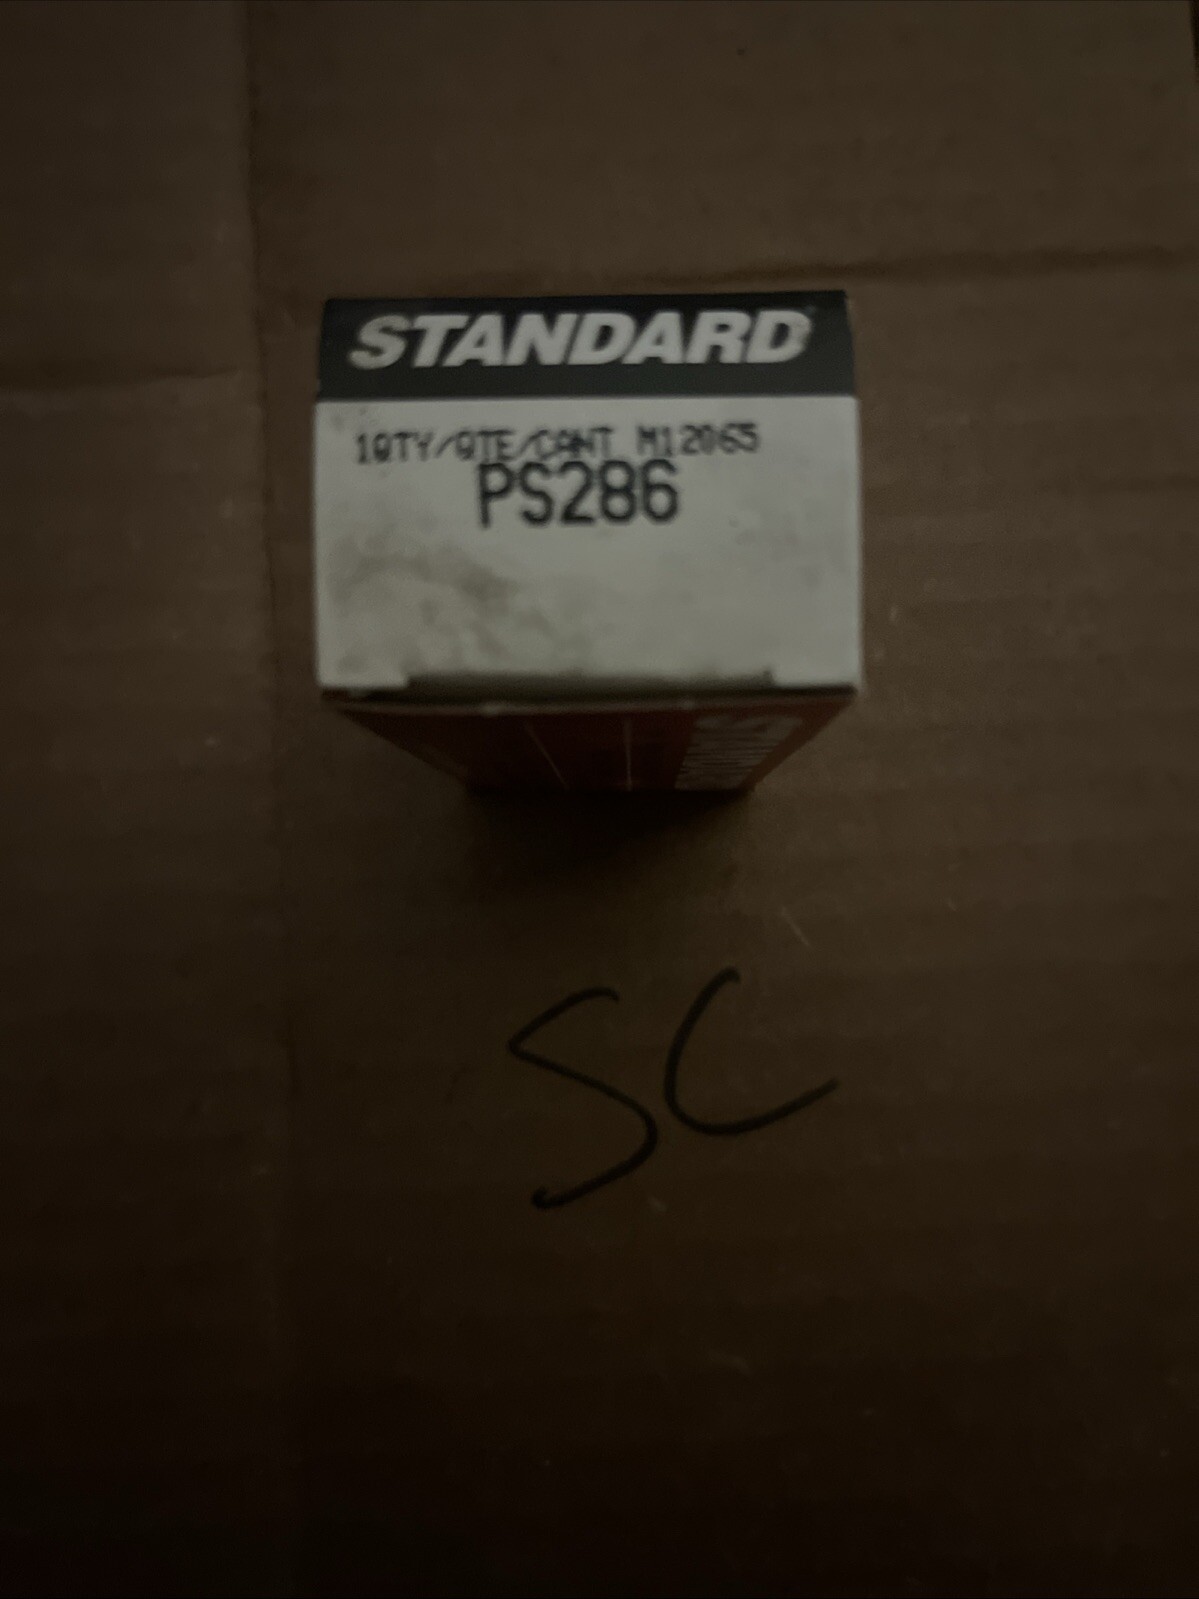 STANDARD
1QTY/QTE/CANT M12065
PS286
SC